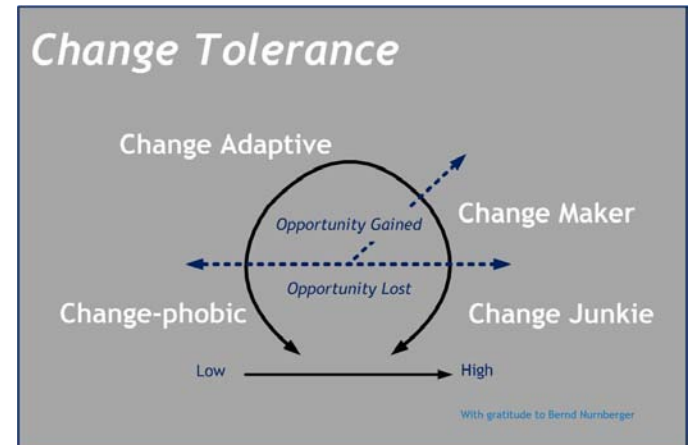 Change Tolerance
Change Adaptive
Opportunity Gained
Change Maker
Opportunity Lost
Change-phobic
Change Junkie
Low
High
With gratitude to Bernd Nurnberger